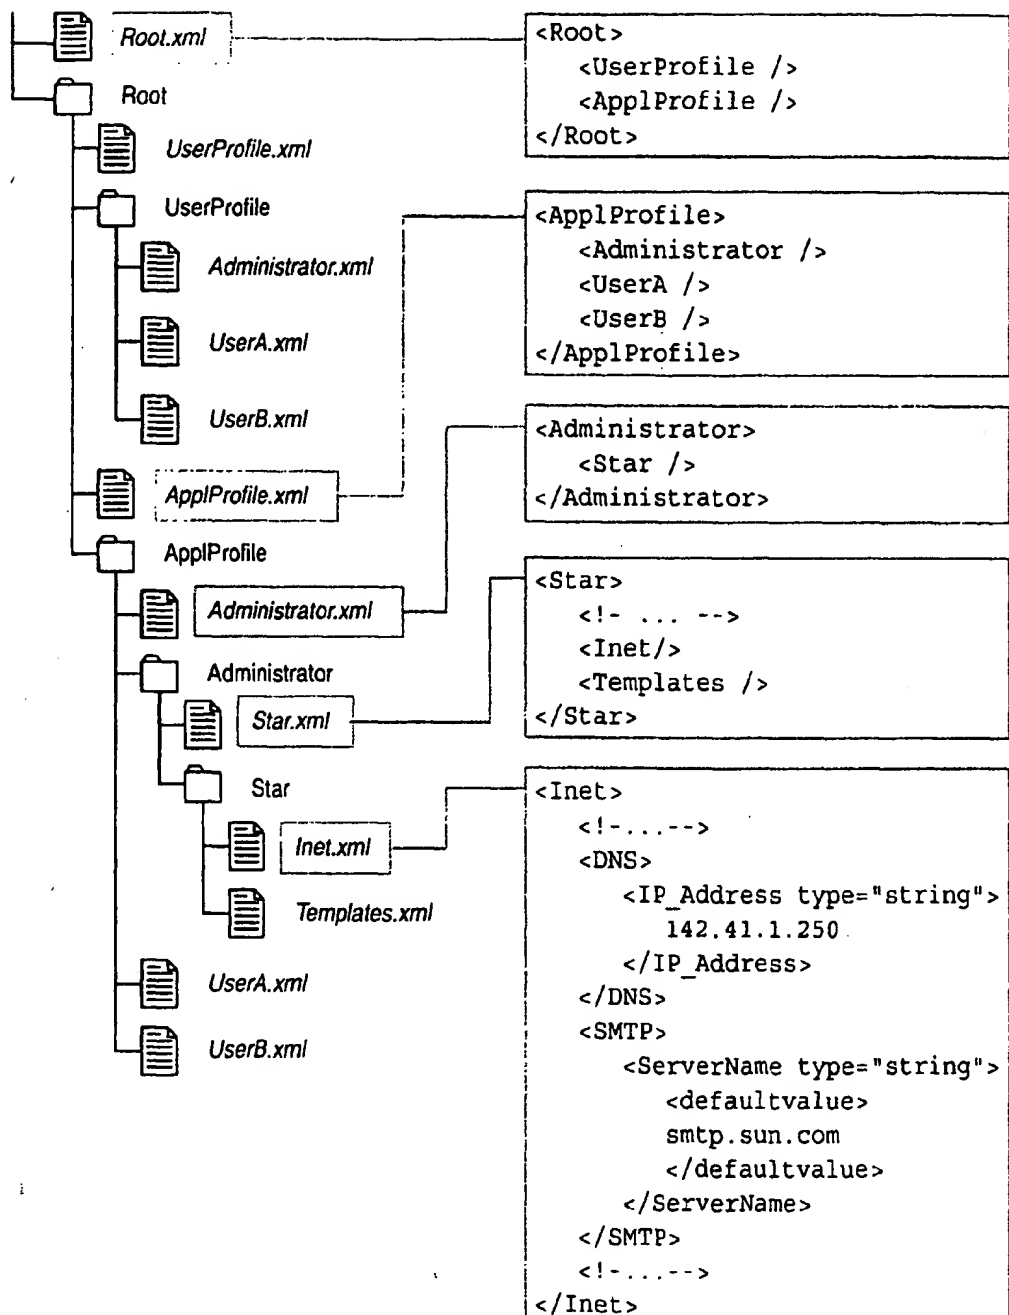 Root.xml
Root
UserProfile.xml
UserProfile
Administrator.xml
UserA.xml
UserB.xml
ApplProfile.xml
ApplProfile
Administrator.xml
Administrator
Star.xml
Star
Inet.xml
Templates.xml
UserA.xml
UserB.xml
<Root>
<UserProfile />
<ApplProfile />
</Root>
<ApplProfile>
<Administrator />
<UserA />
<UserB />
</ApplProfile>
<Administrator>
<Star />
</Administrator>
<Star>
<!- ... -->
<Inet/>
<Templates />
</Star>
<Inet>
<!-...-->
<DNS>
<IP_Address type="string">
142.41.1.250
</IP_Address>
</DNS>
<SMTP>
<ServerName type="string">
<defaultvalue>
smtp.sun.com
</defaultvalue>
</ServerName>
</SMTP>
<!-...-->
</Inet>